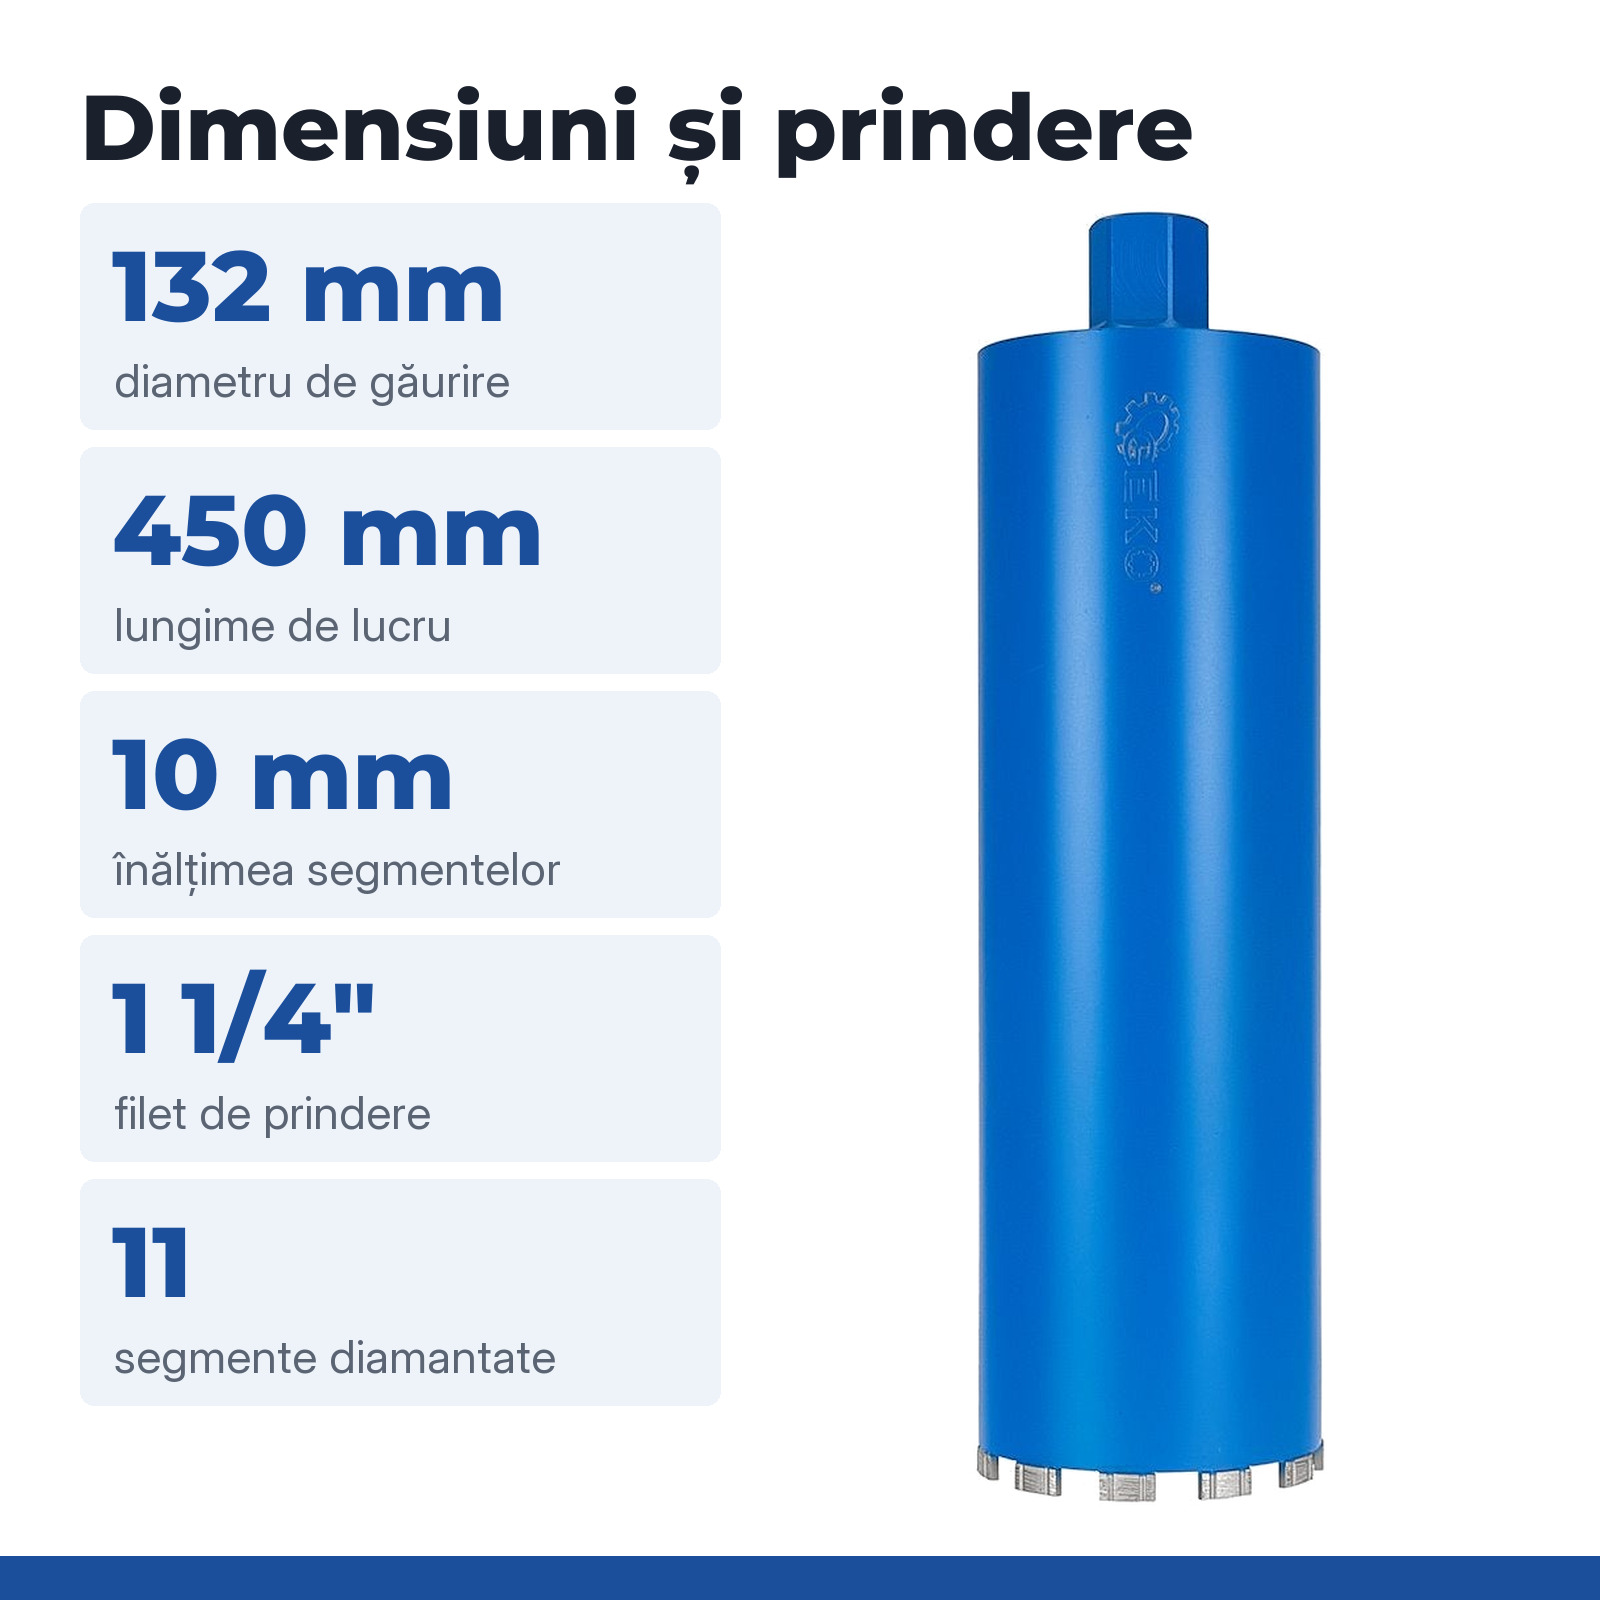 Dimensiuni și prindere
132 mm
diametru de găurire
450 mm
lungime de lucru
10 mm
înălțimea segmentelor
1 1/4"
filet de prindere
11
segmente diamantate
GEKO®